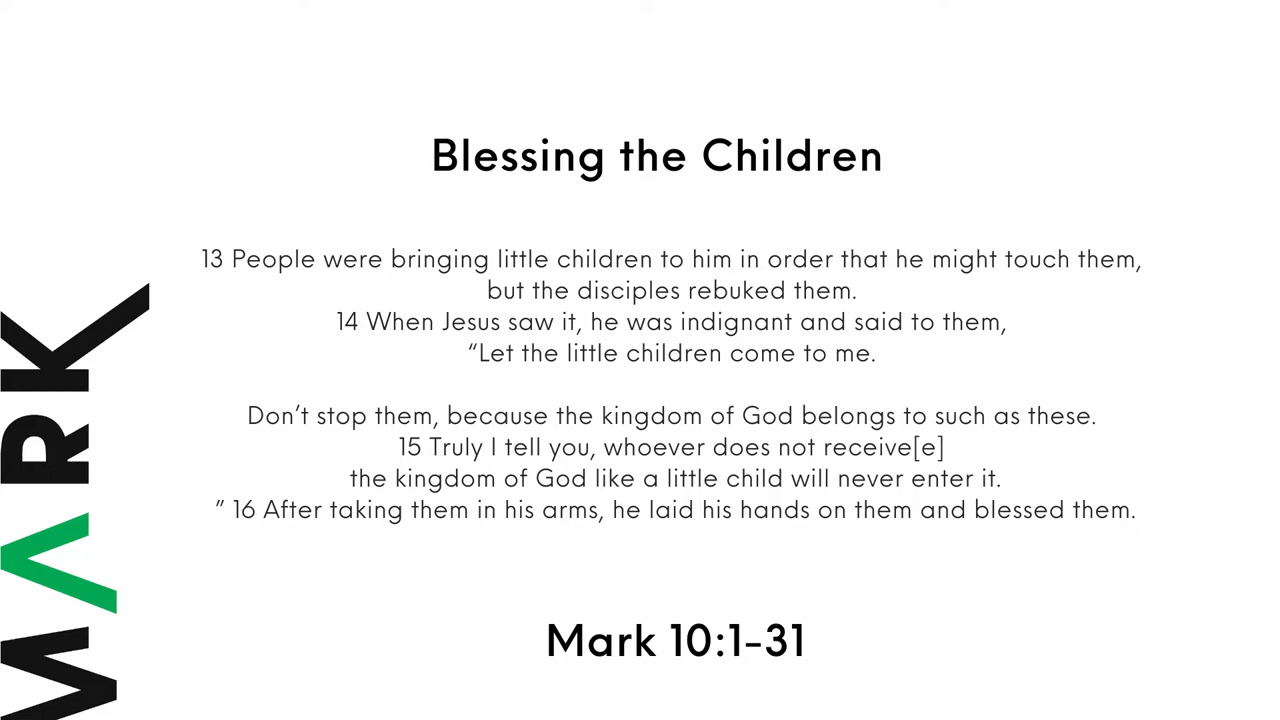 Blessing the Children
13 People were bringing little children to him in order that he might touch them,
but the disciples rebuked them.
14 When Jesus saw it, he was indignant and said to them,
“Let the little children come to me.
Don’t stop them, because the kingdom of God belongs to such as these.
15 Truly I tell you, whoever does not receive[e]
the kingdom of God like a little child will never enter it.
” 16 After taking them in his arms, he laid his hands on them and blessed them.
Mark 10:1-31
MARK